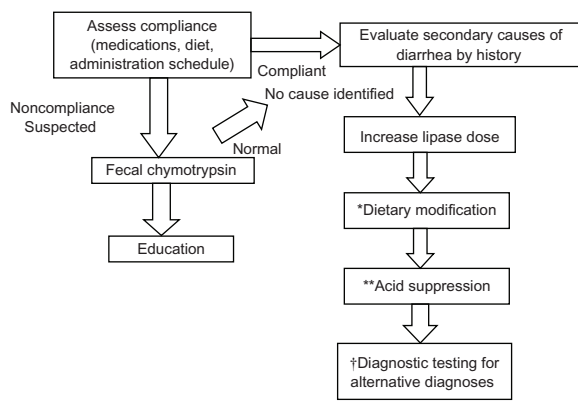 Assess compliance
(medications, diet,
administration schedule)
Evaluate secondary causes of
diarrhea by history
Compliant
No cause identified
Noncompliance
Suspected
Normal
Increase lipase dose
Fecal chymotrypsin
*Dietary modification
Education
**Acid suppression
†Diagnostic testing for
alternative diagnoses